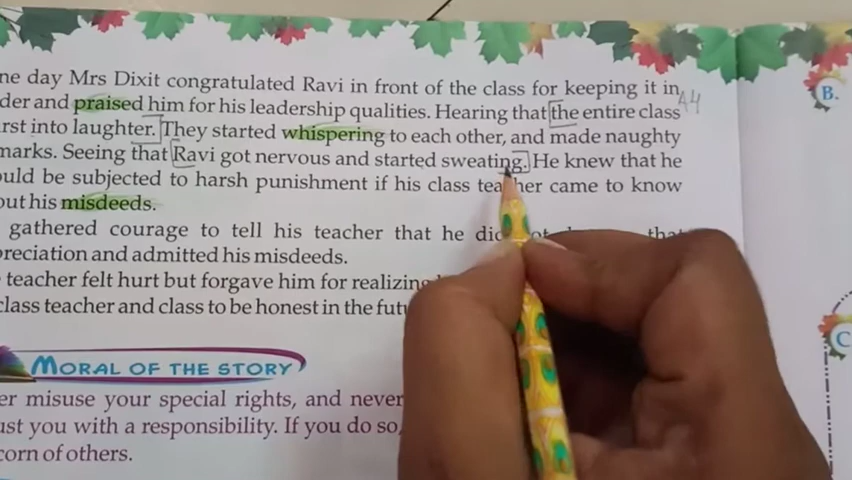 ne day Mrs Dixit congratulated Ravi in front of the class for keeping it in
der and praised him for his leadership qualities. Hearing that the entire class A4
rst into laughter. They started whispering to each other, and made naughty
marks. Seeing that Ravi got nervous and started sweating. He knew that he
ould be subjected to harsh punishment if his class teacher came to know
out his misdeeds.
gathered courage to tell his teacher that he did
preciation and admitted his misdeeds.
teacher felt hurt but forgave him for realizing
class teacher and class to be honest in the futu
MORAL OF THE STORY
er misuse your special rights, and never
ust you with a responsibility. If you do so,
corn of others.
B.
C